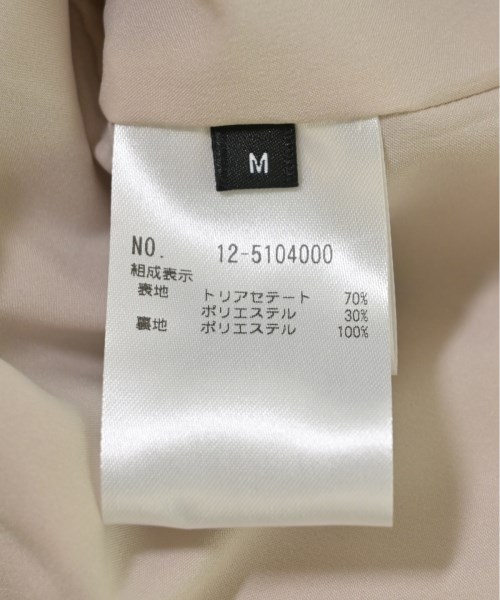 M
NO. 12-5104000
組成表示
表地 トリアセテート 70%
ポリエステル 30%
裏地 ポリエステル 100%